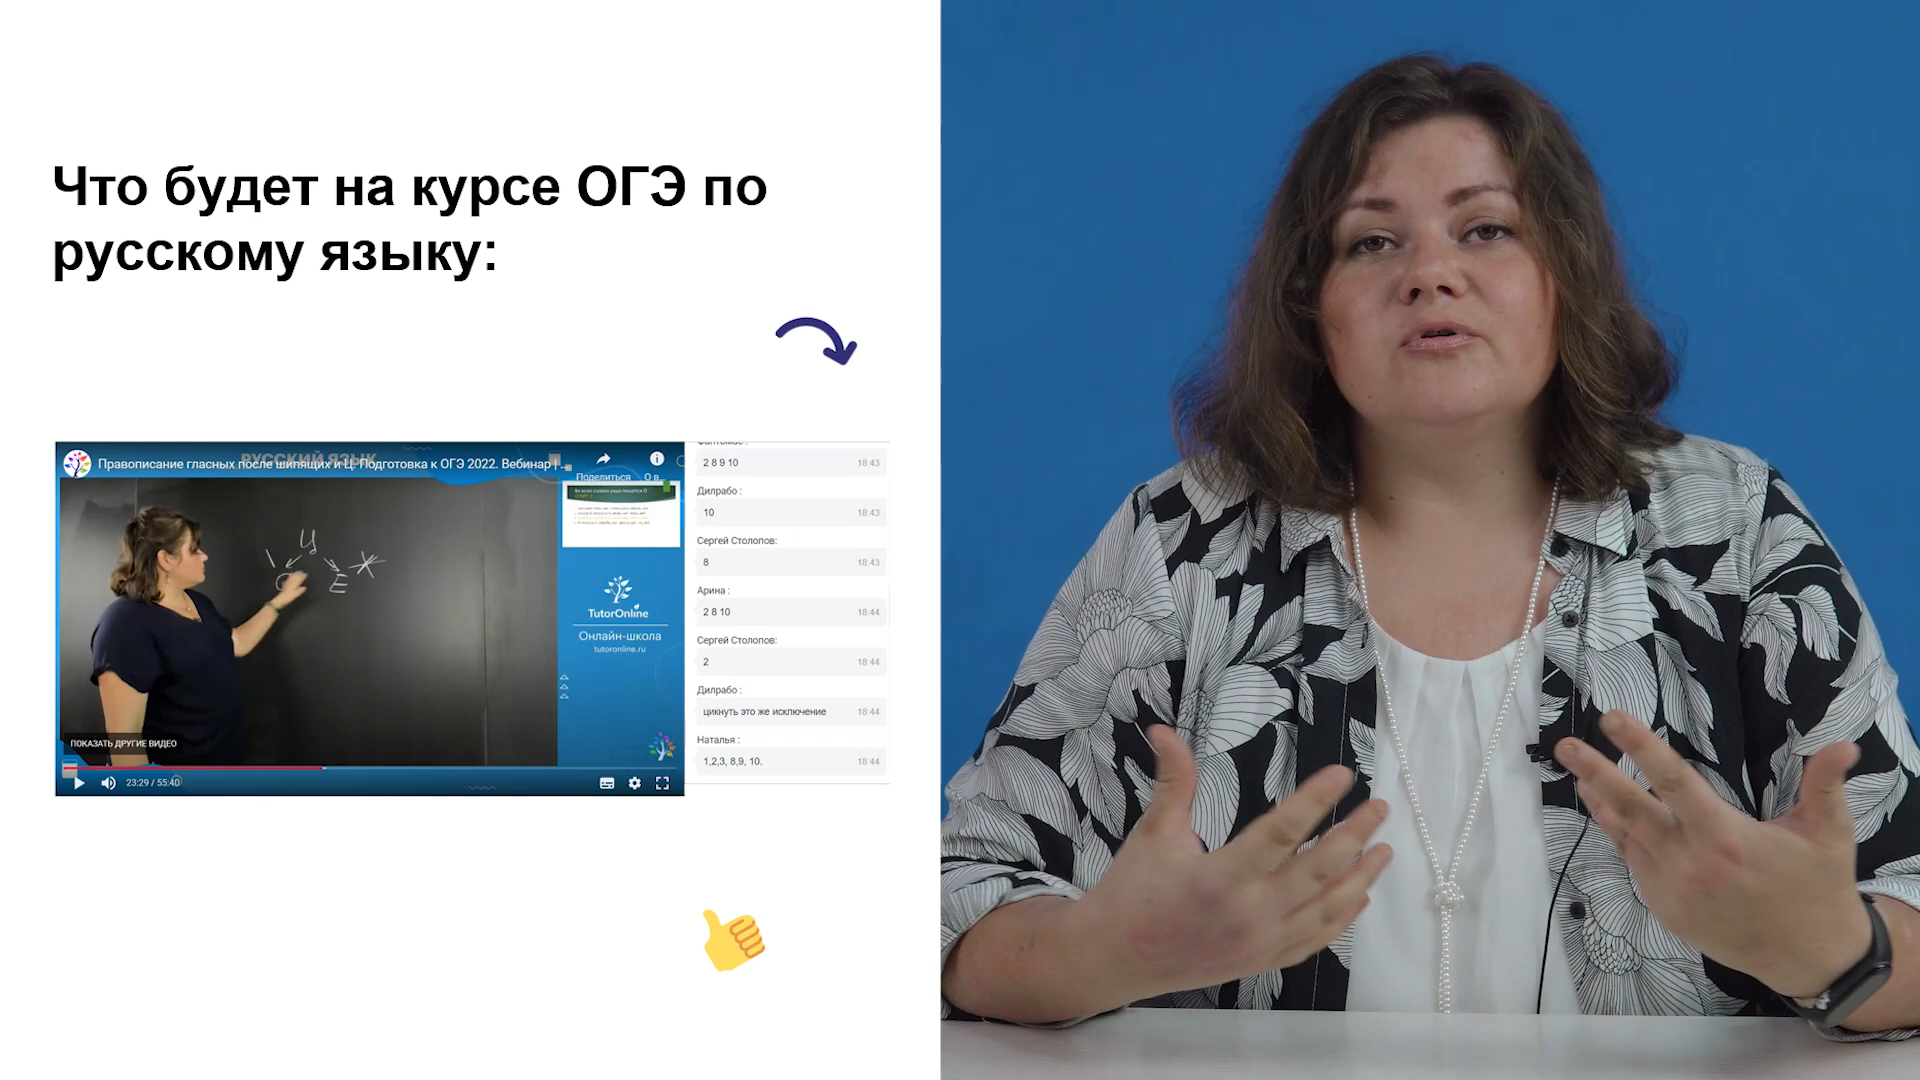 Что будет на курсе ОГЭ по
русскому языку:
РУССКИЙ ЯЗЫК
Правописание гласных после шипящих и Ц. Подготовка к ОГЭ 2022. Вебинар | ...
Поделиться
О в...
Ц
О Е
TutorOnline
Онлайн-школа
tutoronline.ru
ПОКАЗАТЬ ДРУГИЕ ВИДЕО
23:29 / 55:40
2 8 9 10 18:43
Дилрабо :
10 18:43
Сергей Столопов:
8 18:43
Арина :
2 8 10 18:44
Сергей Столопов:
2 18:44
Дилрабо :
цикнуть это же исключение 18:44
Наталья :
1,2,3, 8,9, 10. 18:44